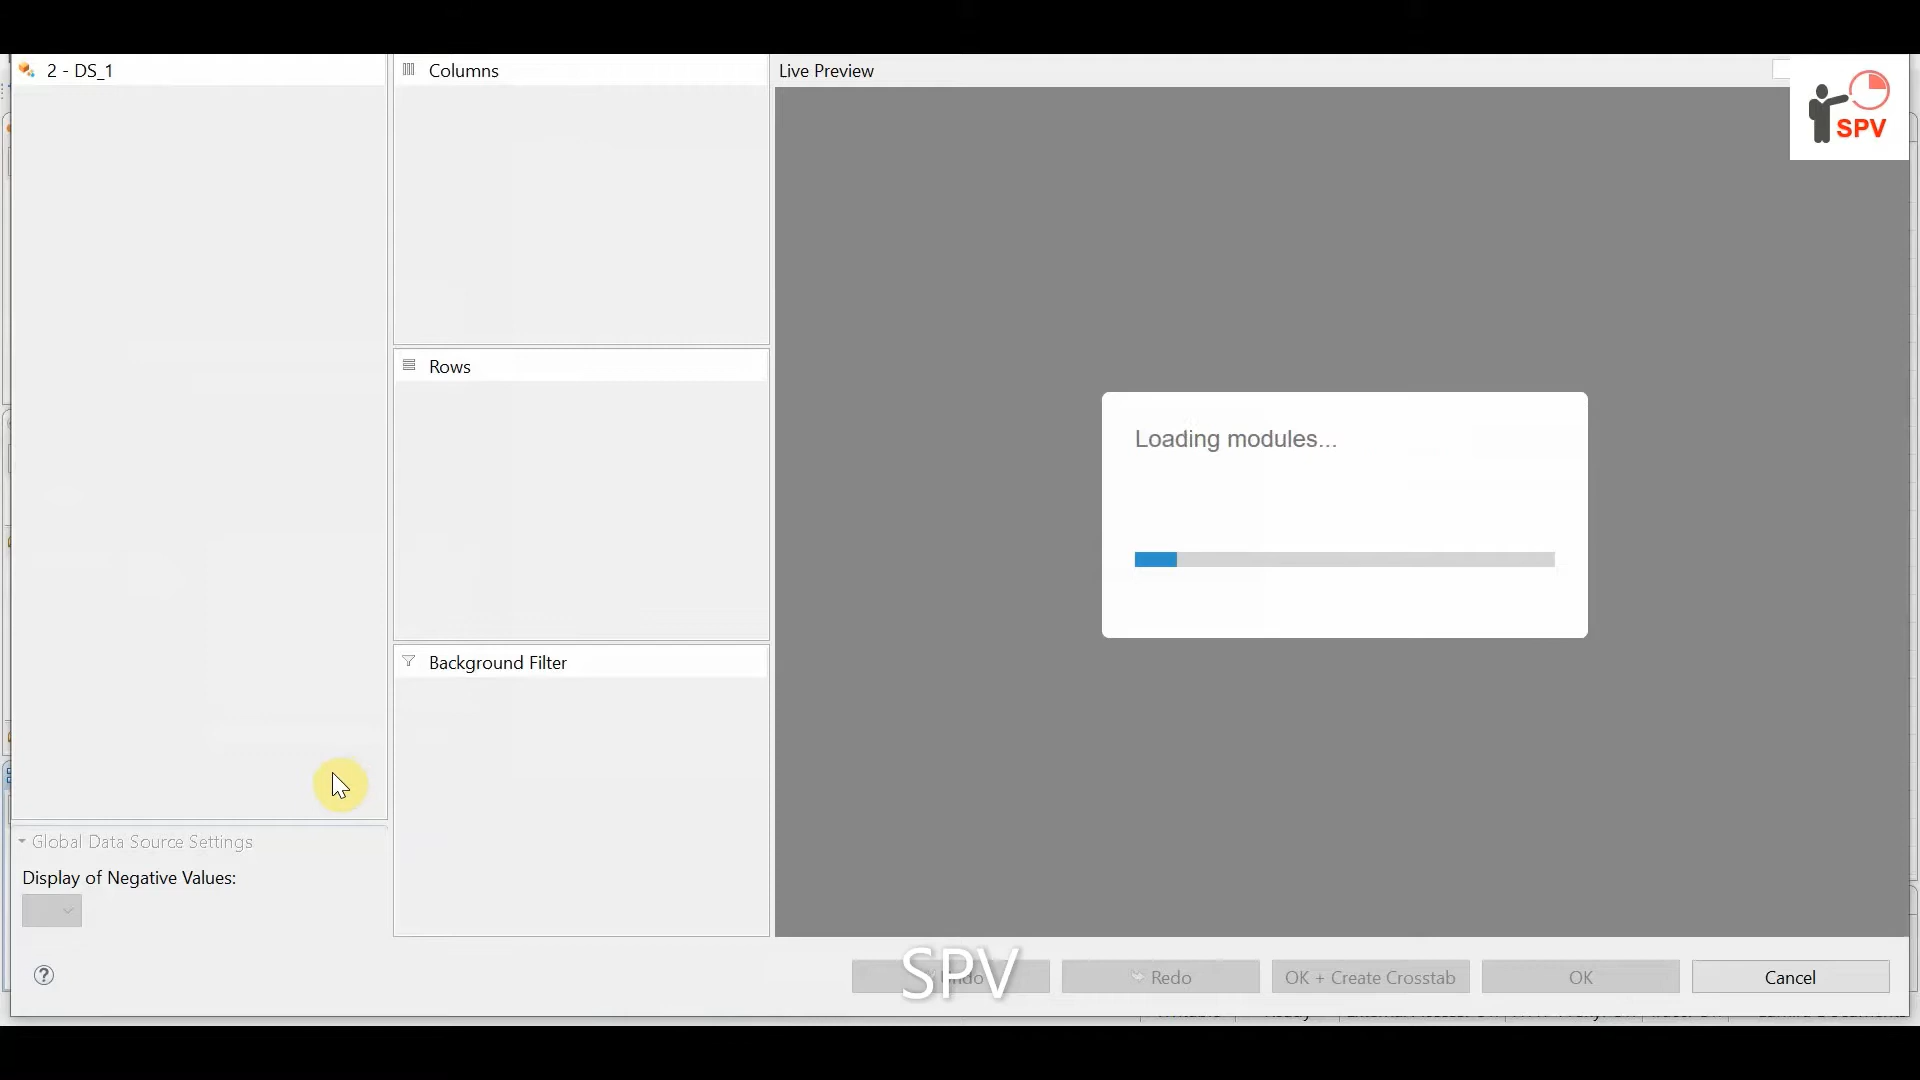 2 - DS_1
Columns
Live Preview
SPV
Rows
Loading modules...
Background Filter
Global Data Source Settings
Display of Negative Values:
SPV
Redo
OK + Create Crosstab
OK
Cancel